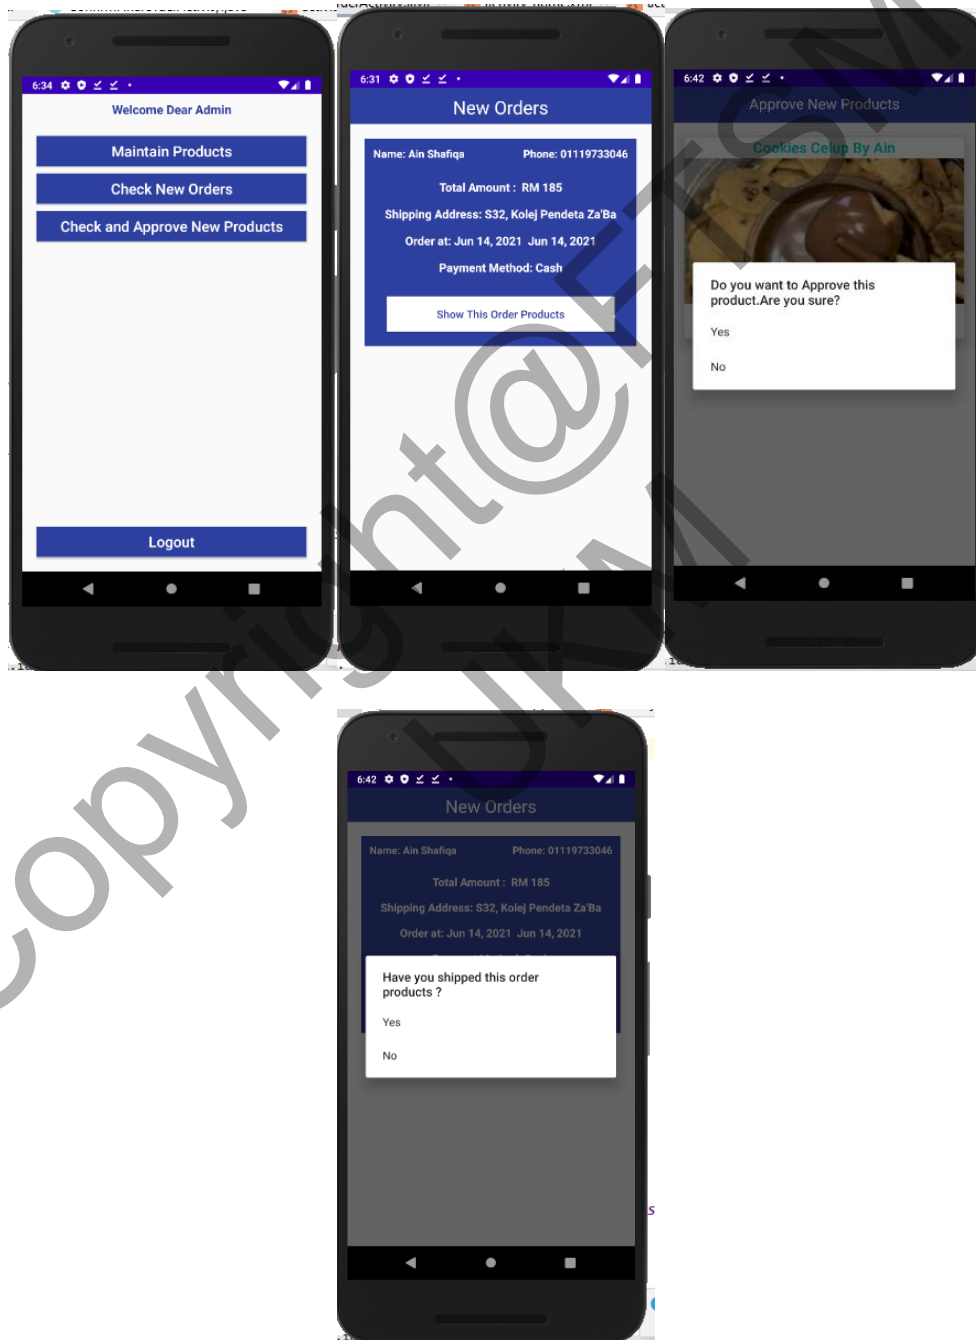 6:34
Welcome Dear Admin
Maintain Products
Check New Orders
Check and Approve New Products
Logout
6:31
New Orders
Name: Ain Shafiqa Phone: 01119733046
Total Amount : RM 185
Shipping Address: S32, Kolej Pendeta Za'Ba
Order at: Jun 14, 2021 Jun 14, 2021
Payment Method: Cash
Show This Order Products
6:42
Approve New Products
Cookies Celup By Ain
Do you want to Approve this
product.Are you sure?
Yes
No
6:42
New Orders
Name: Ain Shafiqa Phone: 01119733046
Total Amount : RM 185
Shipping Address: S32, Kolej Pendeta Za'Ba
Order at: Jun 14, 2021 Jun 14, 2021
Have you shipped this order
products ?
Yes
No
Copyright@FTSM
UKM